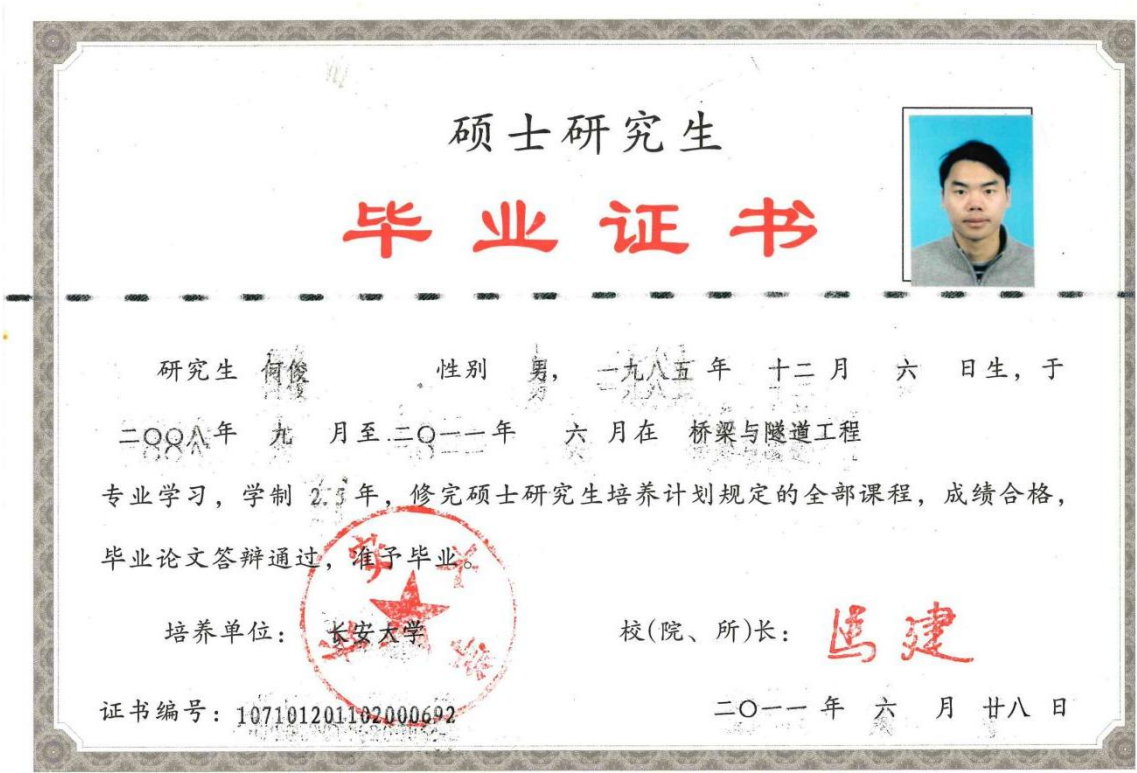 硕士研究生
毕业证书
研究生 何俊 性别 男, 一九八五 年 十二 月 六 日生, 于
二〇〇八年 九 月至 二〇一一年 六 月在 桥梁与隧道工程
专业学习, 学制 2.5 年, 修完硕士研究生培养计划规定的全部课程, 成绩合格,
毕业论文答辩通过, 准予毕业。
培养单位: 长安大学 校(院、所)长: 马建
证书编号: 107101201102000692 二〇一一 年 六 月 廿八 日